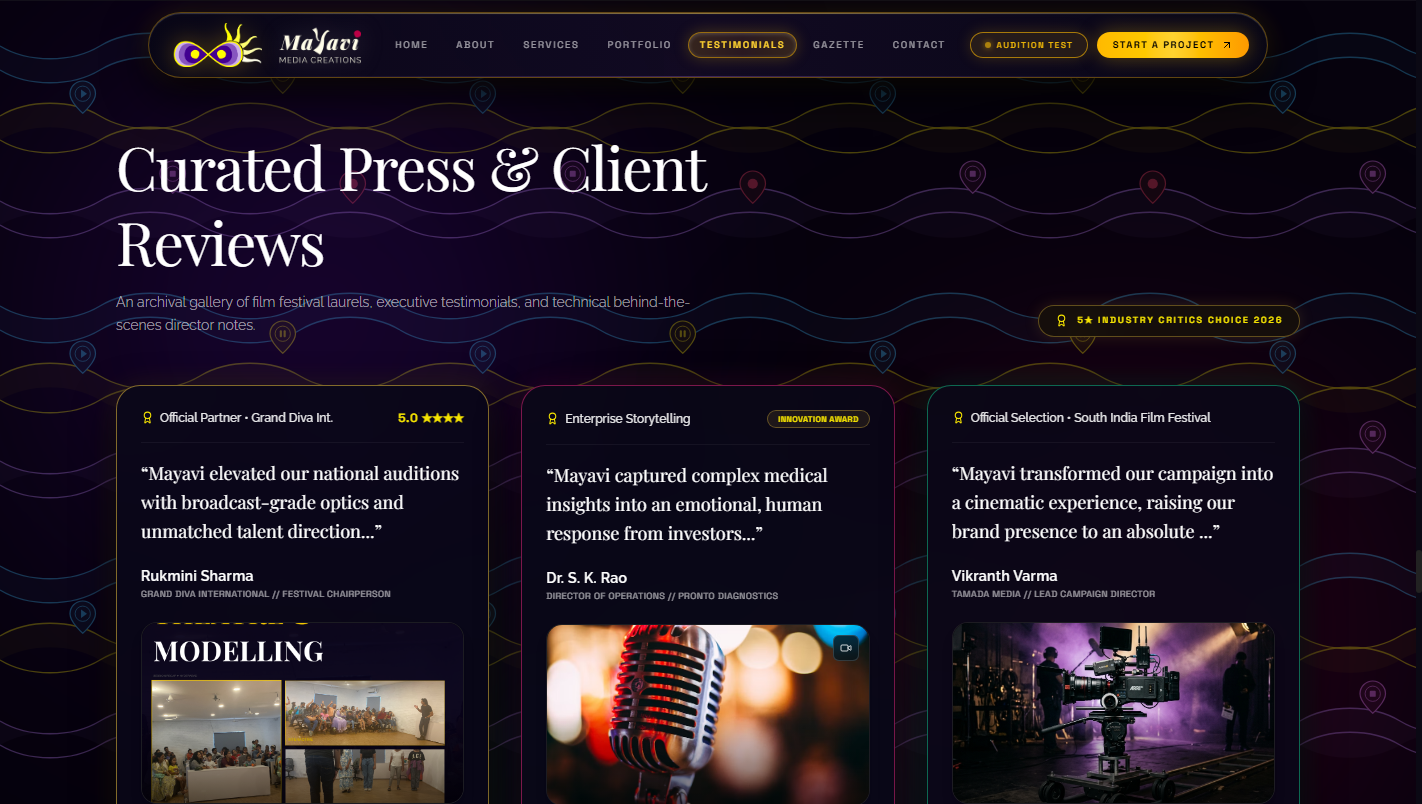 Mayavi
MEDIA CREATIONS
HOME
ABOUT
SERVICES
PORTFOLIO
TESTIMONIALS
GAZETTE
CONTACT
AUDITION TEST
START A PROJECT
Curated Press & Client
Reviews
An archival gallery of film festival laurels, executive testimonials, and technical behind-the-
scenes director notes.
5★ INDUSTRY CRITICS CHOICE 2026
Official Partner • Grand Diva Int.
5.0 ★★★★
“Mayavi elevated our national auditions
with broadcast-grade optics and
unmatched talent direction...”
Rukmini Sharma
GRAND DIVA INTERNATIONAL // FESTIVAL CHAIRPERSON
MODELLING
Enterprise Storytelling
INNOVATION AWARD
“Mayavi captured complex medical
insights into an emotional, human
response from investors...”
Dr. S. K. Rao
DIRECTOR OF OPERATIONS // PRONTO DIAGNOSTICS
Official Selection • South India Film Festival
“Mayavi transformed our campaign into
a cinematic experience, raising our
brand presence to an absolute ...”
Vikranth Varma
TAMADA MEDIA // LEAD CAMPAIGN DIRECTOR